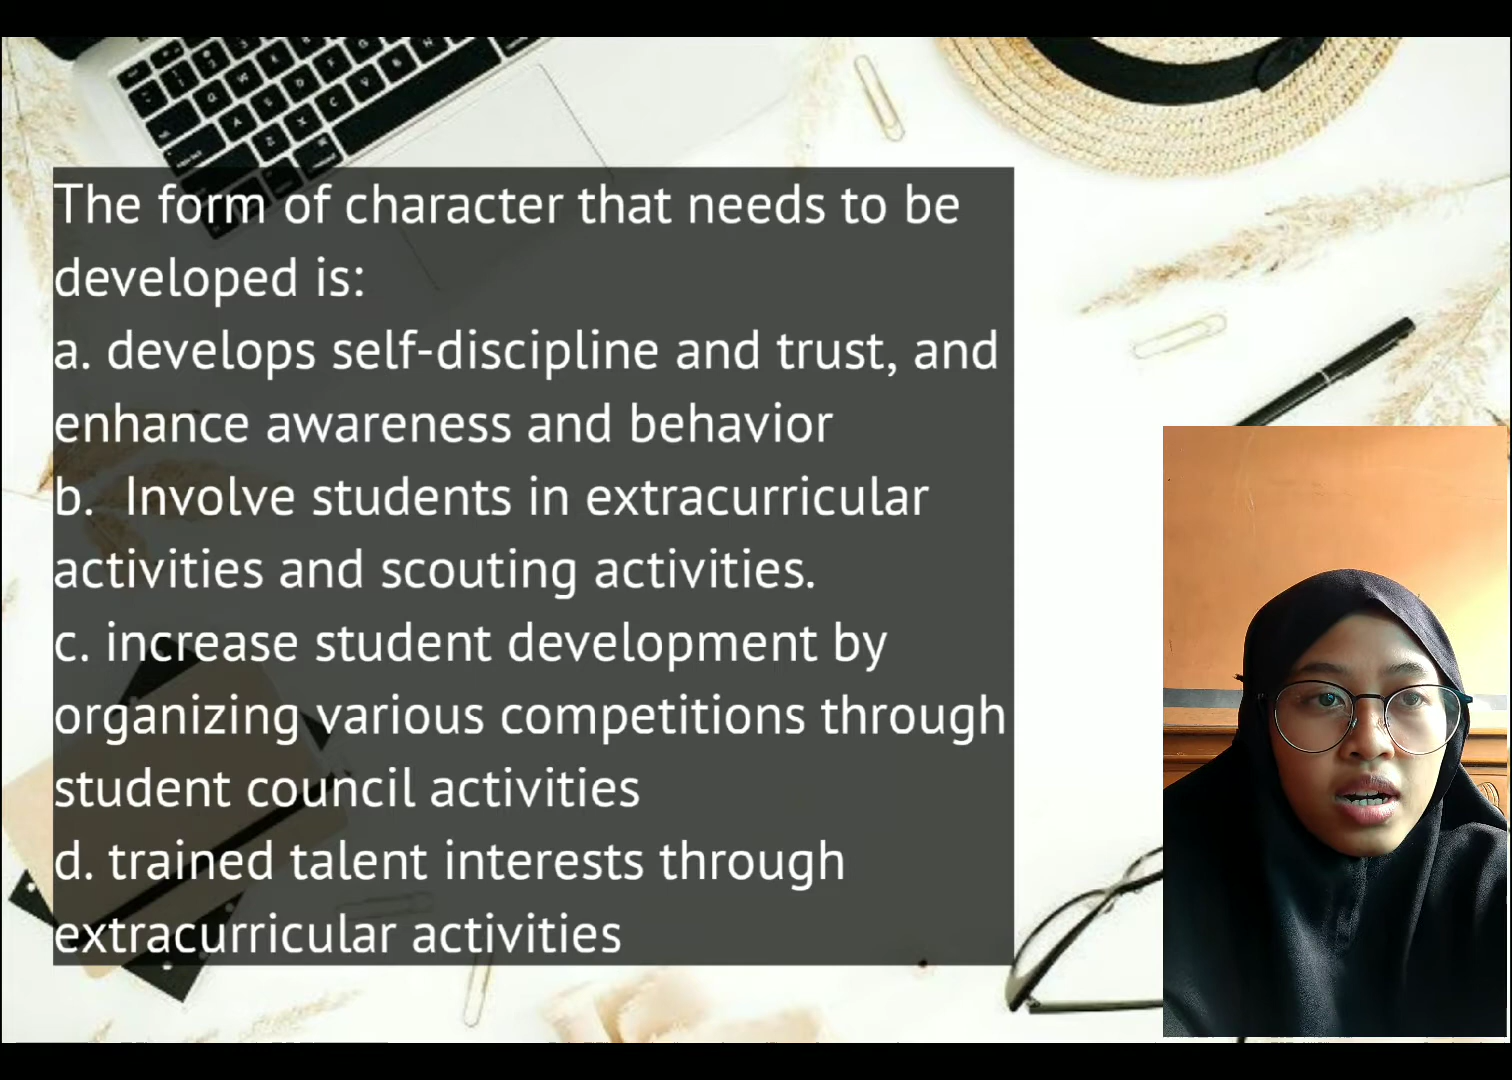 The form of character that needs to be
developed is:
a. develops self-discipline and trust, and
enhance awareness and behavior
b. Involve students in extracurricular
activities and scouting activities.
c. increase student development by
organizing various competitions through
student council activities
d. trained talent interests through
extracurricular activities